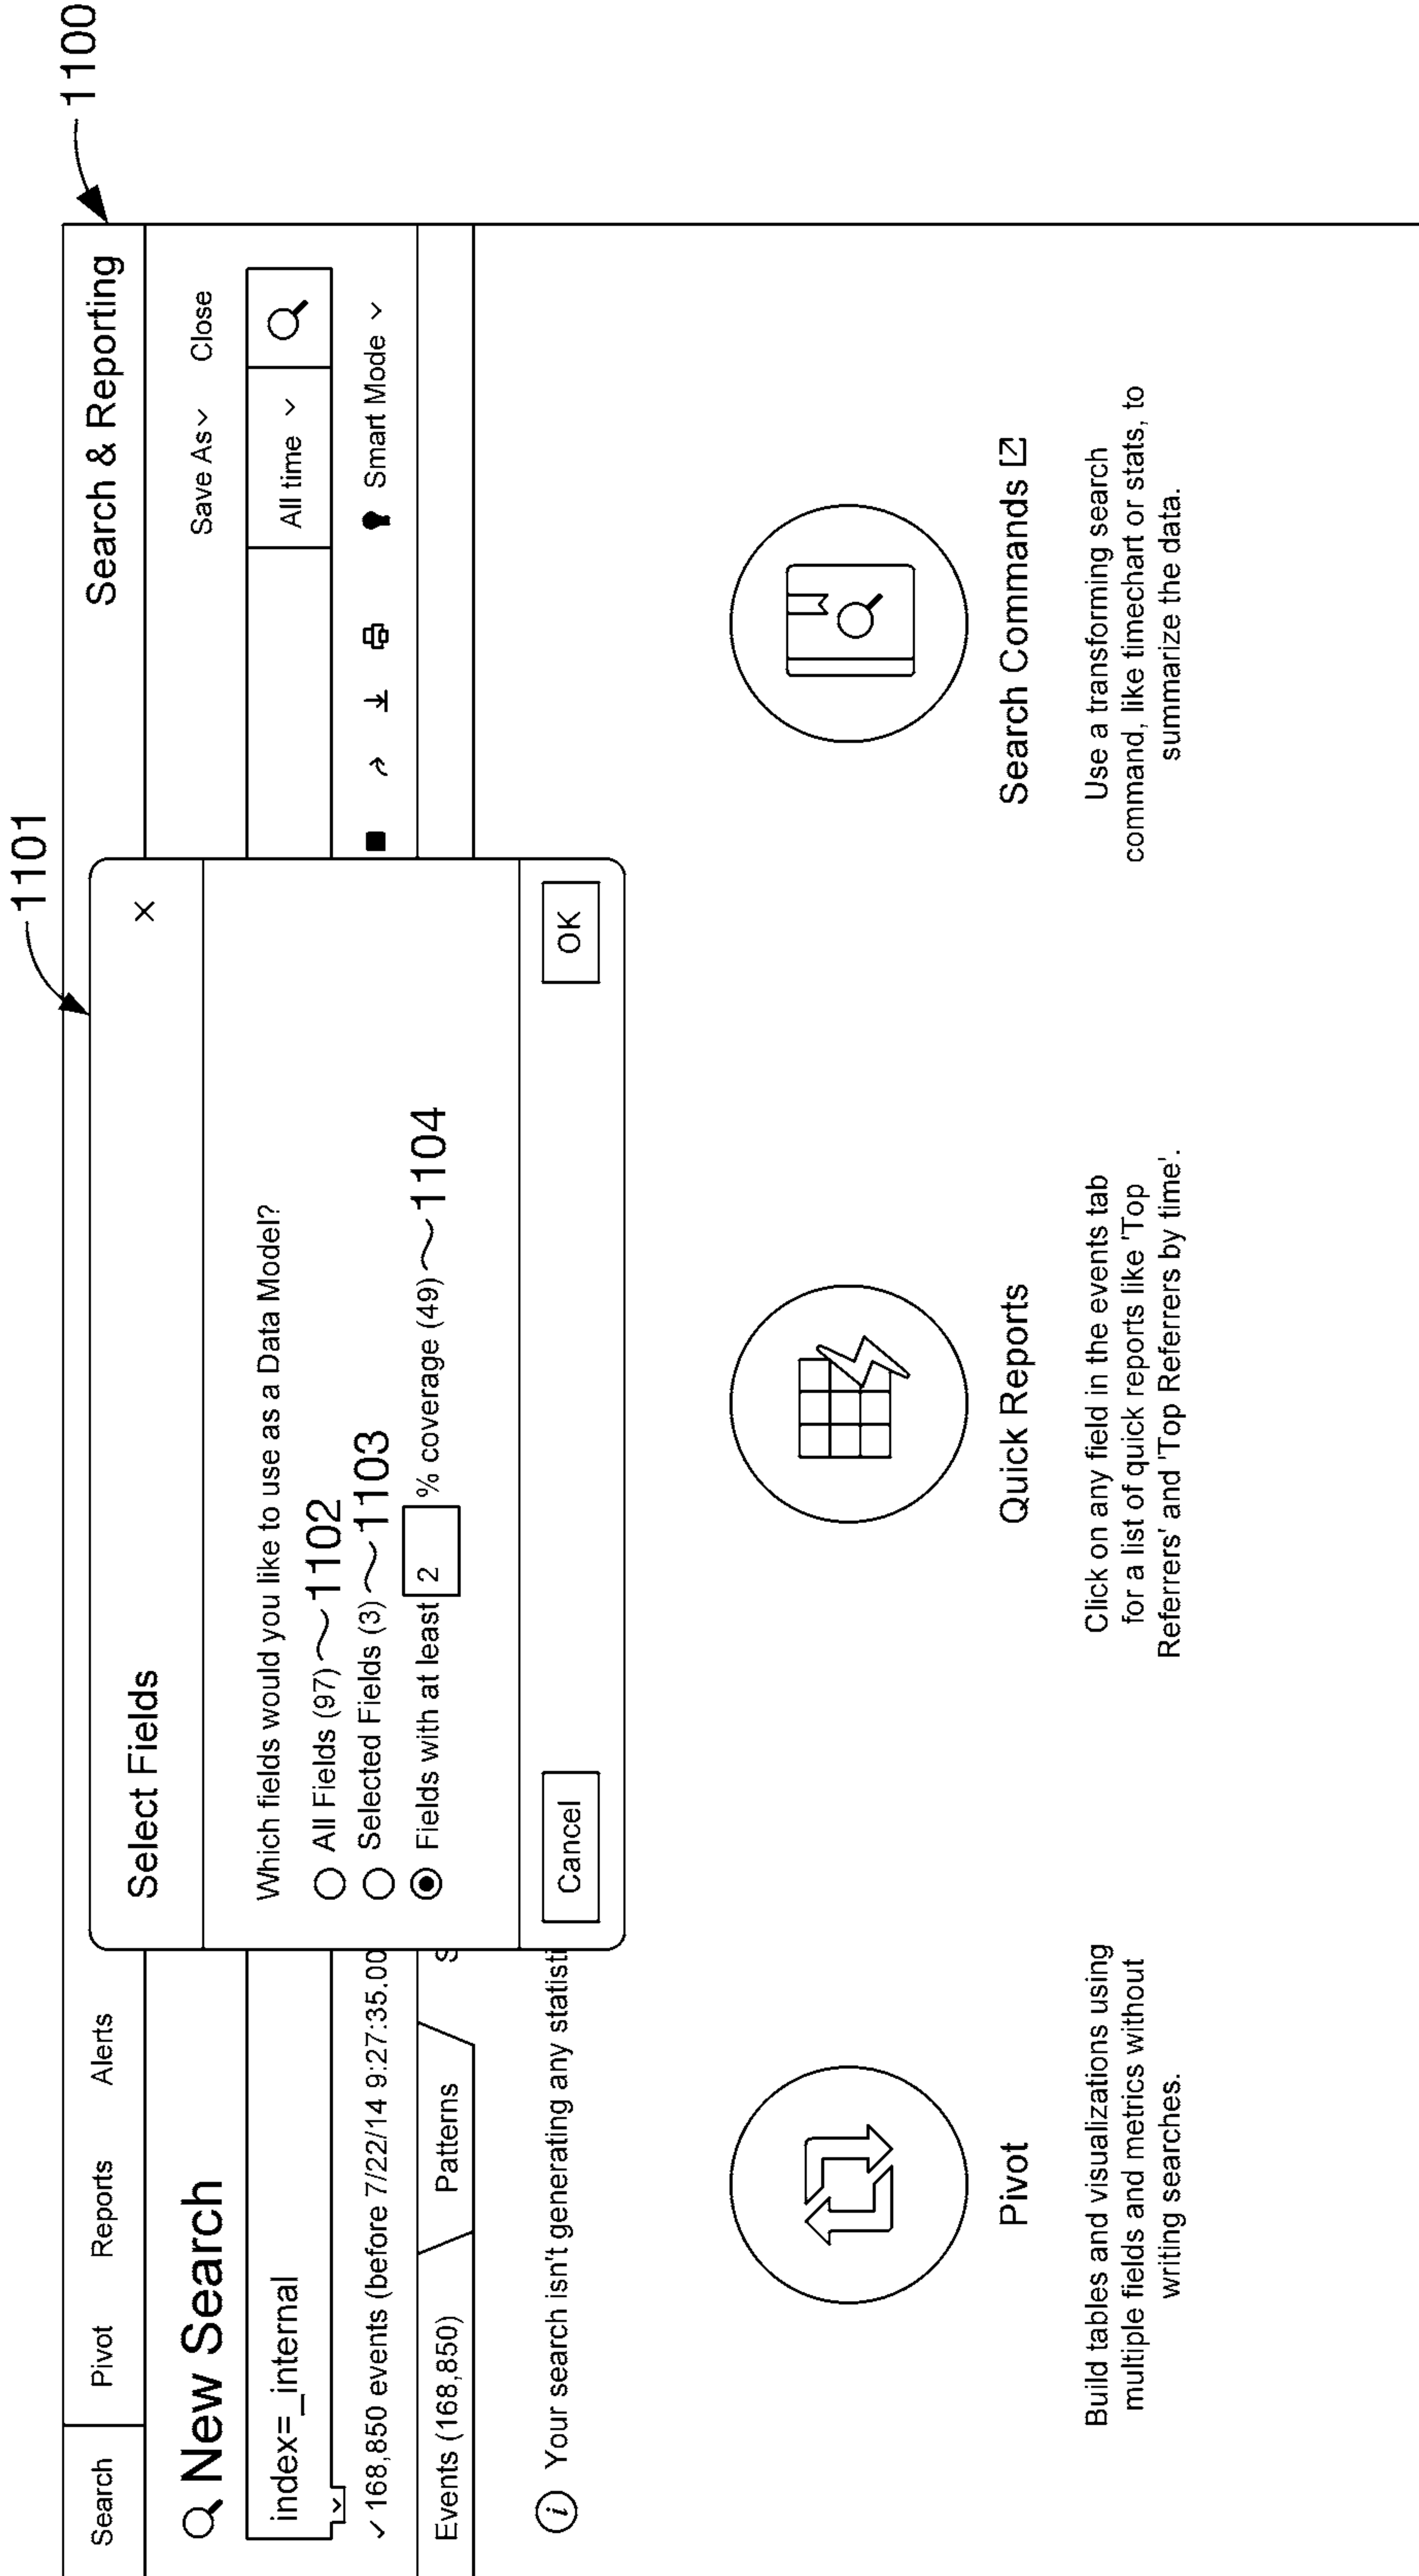 1100
1101
Search Pivot Reports Alerts Search & Reporting
Select Fields ×
New Search
Save As Close
Which fields would you like to use as a Data Model?
index=_internal
All time
All Fields (97) 1102
Selected Fields (3) 1103
Fields with at least 2 % coverage (49) 1104
✓ 168,850 events (before 7/22/14 9:27:35.00
Smart Mode
Events (168,850) Patterns
Cancel OK
i Your search isn't generating any statisti
Pivot
Build tables and visualizations using
multiple fields and metrics without
writing searches.
Quick Reports
Click on any field in the events tab
for a list of quick reports like 'Top
Referrers' and 'Top Referrers by time'.
Search Commands
Use a transforming search
command, like timechart or stats, to
summarize the data.